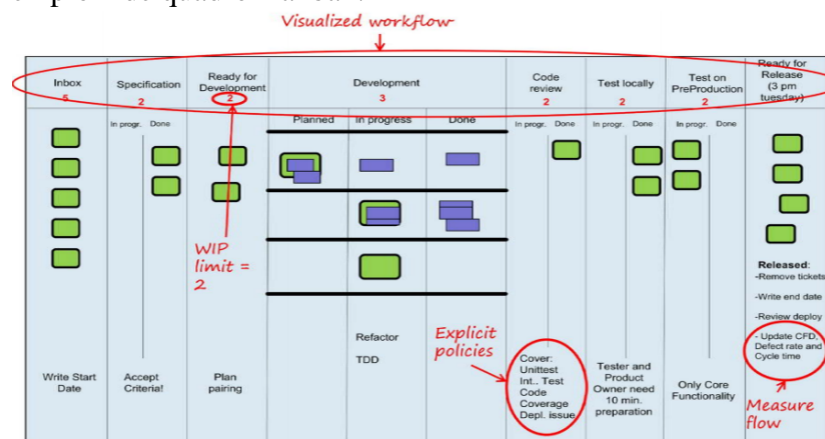 Visualized workflow
Inbox
5
Specification
2
Ready for
Development
2
Development
3
Code
review
2
Test locally
2
Test on
PreProduction
2
Ready for
Release
(3 pm
tuesday)
In progr. Done
Planned
In progress
Done
In progr. Done
In progr. Done
In progr. Done
WIP
limit =
2
Explicit
policies
Refactor
TDD
Write Start
Date
Accept
Criteria!
Plan
pairing
Cover:
Unittest
Int.. Test
Code
Coverage
Depl. issue
Tester and
Product
Owner need
10 min.
preparation
Only Core
Functionality
Released:
-Remove tickets
-Write end date
-Review deploy
- Update CFD,
Defect rate and
Cycle time
Measure
flow